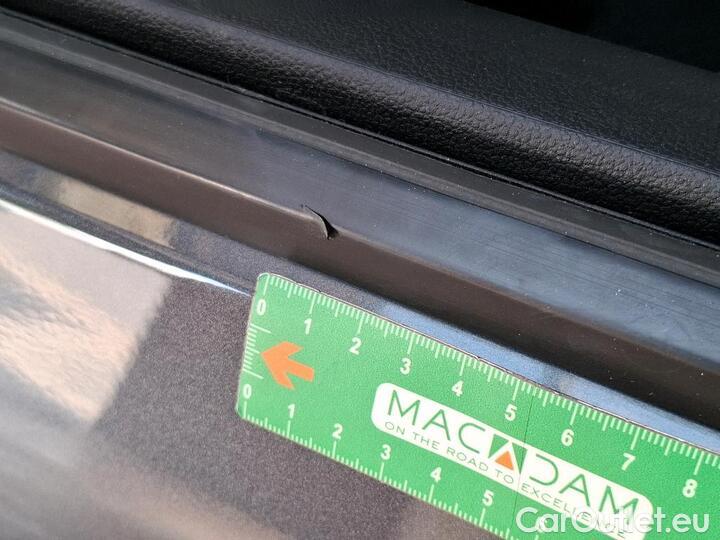 0 1 2 3 4 5 6 7 8
MACADAM
ON THE ROAD TO EXCELLENCE
0 1 2 3 4 5
CarOutlet.eu